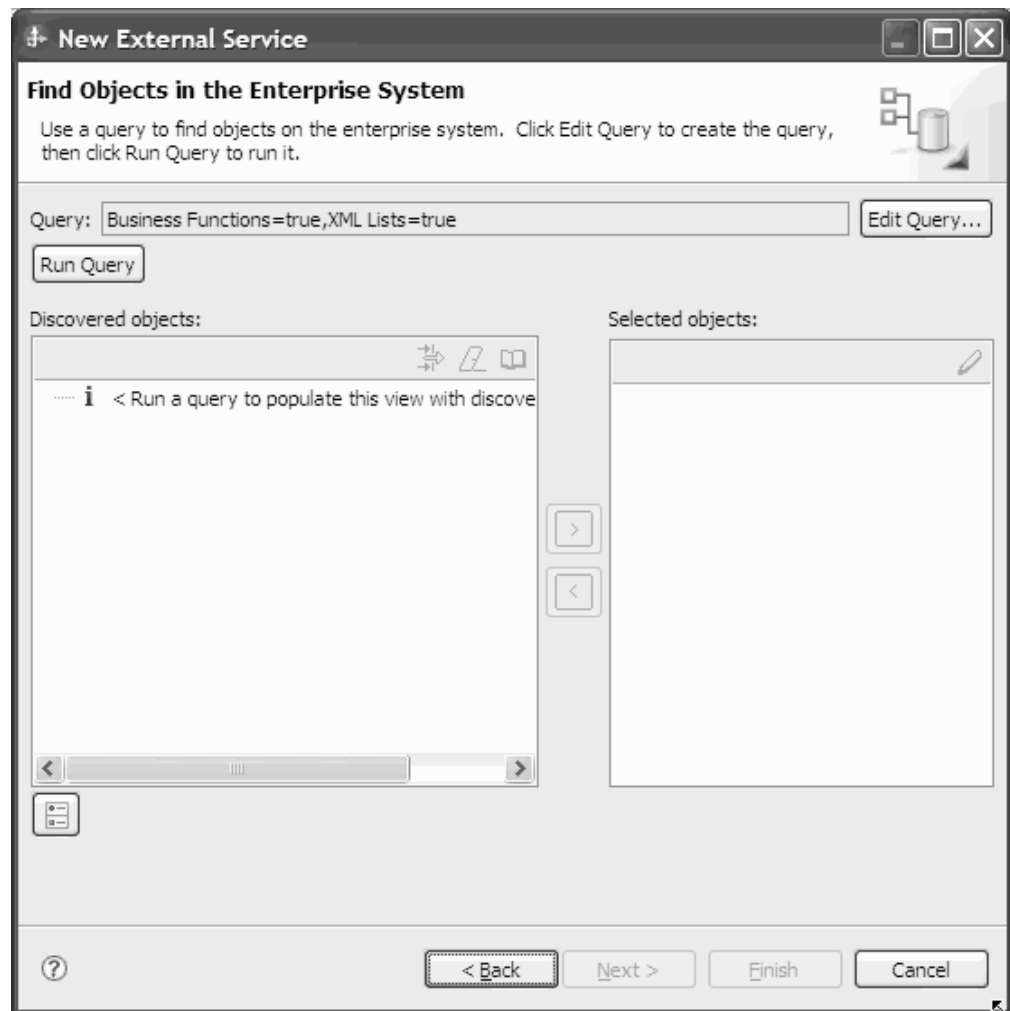 New External Service
Find Objects in the Enterprise System
Use a query to find objects on the enterprise system. Click Edit Query to create the query,
then click Run Query to run it.
Query: Business Functions=true,XML Lists=true Edit Query...
Run Query
Discovered objects: Selected objects:
i < Run a query to populate this view with discove
>
<
< Back Next > Finish Cancel